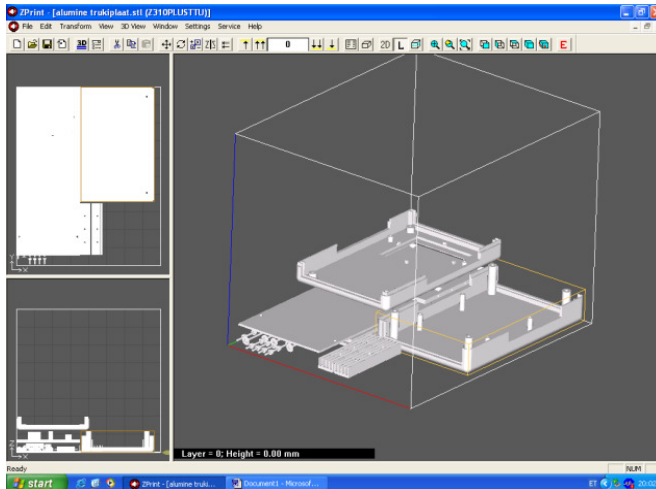 ZPrint - [alumine trukiplaat.stl (Z310PLUSTTU)]
File Edit Transform View 3D View Window Settings Service Help
3D 0 2D L E
Y
X
Z
X
Layer = 0; Height = 0.00 mm
Ready NUM
start ZPrint - [alumine truki... Document1 - Microsof... ET 20:02